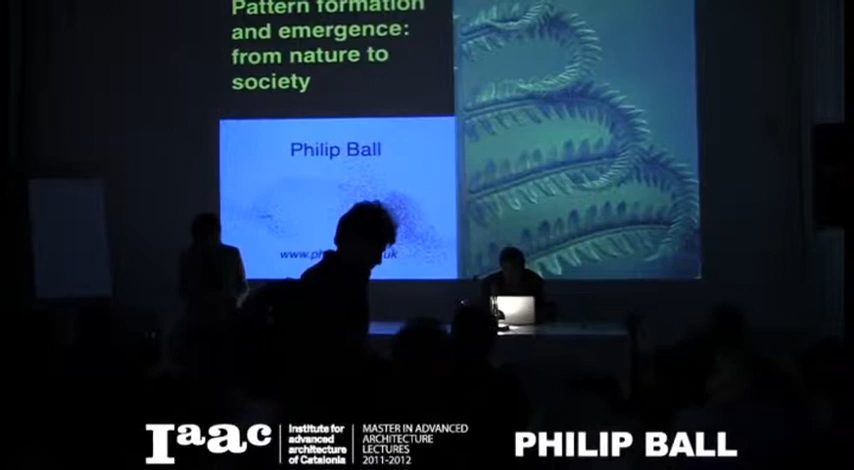 Pattern formation
and emergence:
from nature to
society
Philip Ball
Iaac
Institute for
advanced
architecture
of Catalonia
MASTER IN ADVANCED
ARCHITECTURE
LECTURES
2011-2012
PHILIP BALL